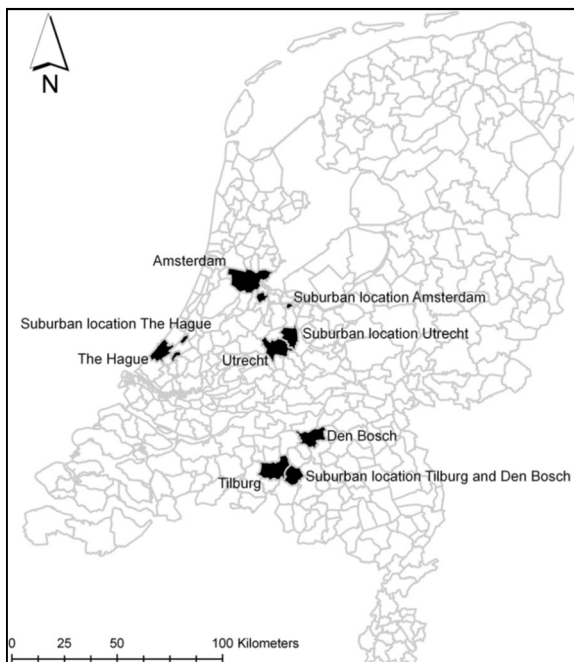 N
Amsterdam
Suburban location Amsterdam
Suburban location The Hague
Suburban location Utrecht
The Hague
Utrecht
Den Bosch
Tilburg
Suburban location Tilburg and Den Bosch
0 25 50 100 Kilometers